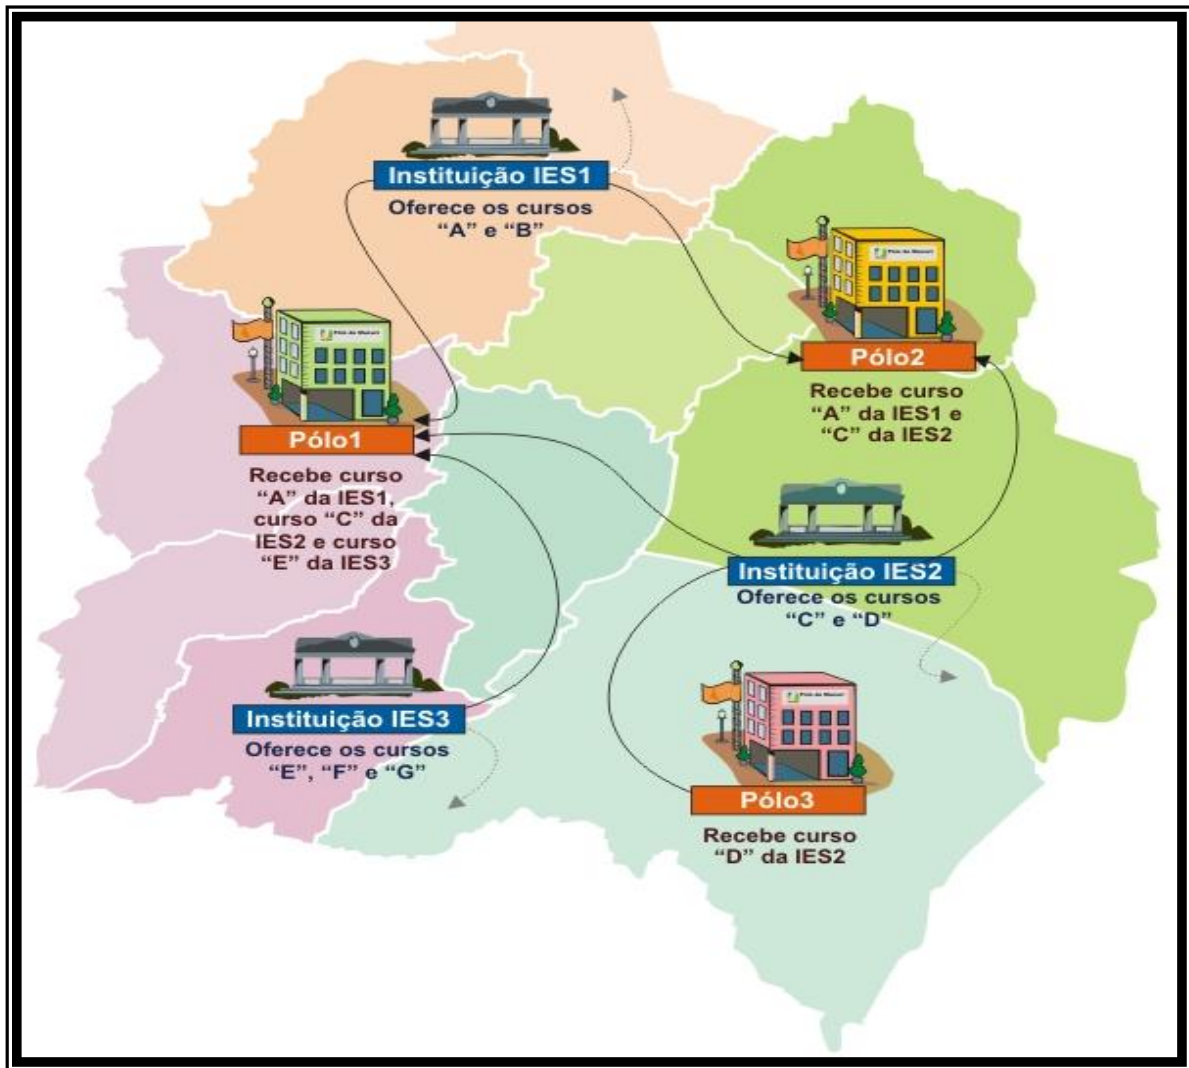 Instituição IES1
Oferece os cursos
“A” e “B”
Pólo2
Recebe curso
“A” da IES1 e
“C” da IES2
Pólo1
Recebe curso
“A” da IES1,
curso “C” da
IES2 e curso
“E” da IES3
Instituição IES2
Oferece os cursos
“C” e “D”
Instituição IES3
Oferece os cursos
“E”, “F” e “G”
Pólo3
Recebe curso
“D” da IES2